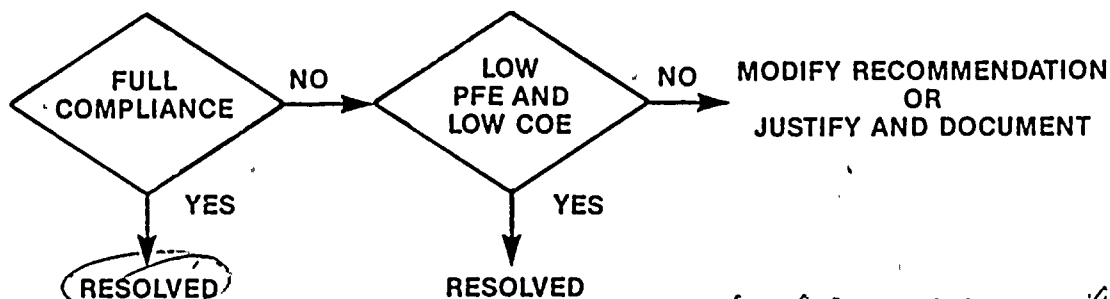 FULL
COMPLIANCE
NO
LOW
PFE AND
LOW COE
NO
MODIFY RECOMMENDATION
OR
JUSTIFY AND DOCUMENT
YES
YES
RESOLVED
RESOLVED